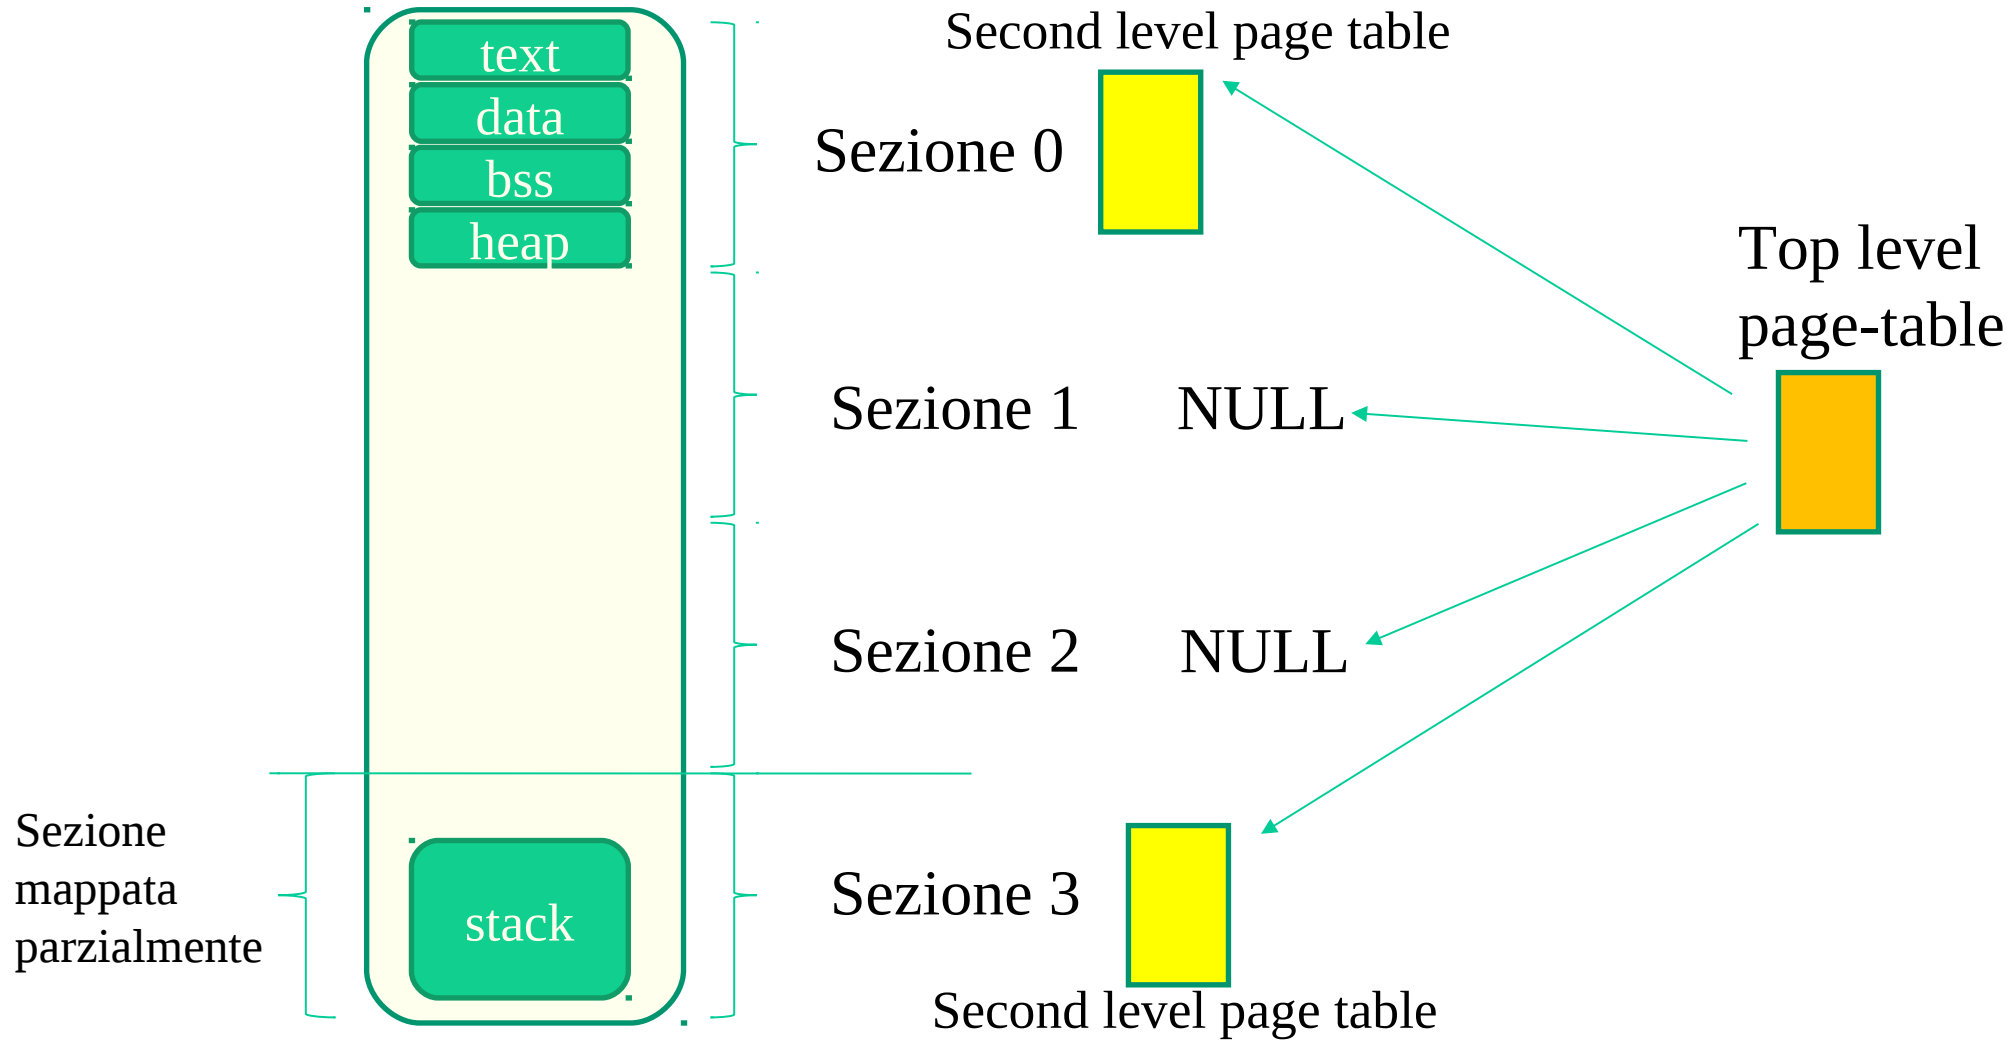 Second level page table
text
data
bss
heap
Sezione 0
Top level
page-table
Sezione 1
NULL
Sezione 2
NULL
Sezione
mappata
parzialmente
stack
Sezione 3
Second level page table